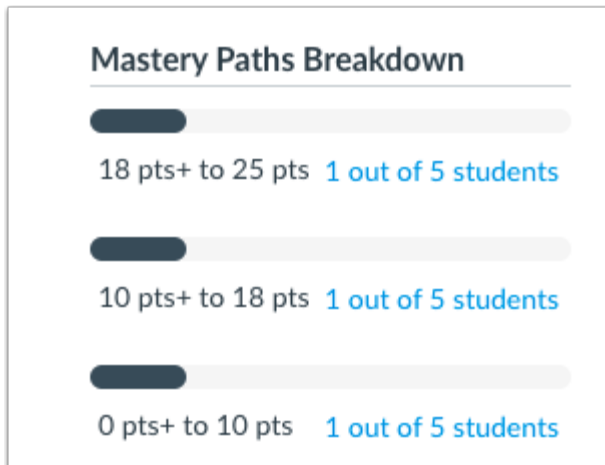 Mastery Paths Breakdown
18 pts+ to 25 pts 1 out of 5 students
10 pts+ to 18 pts 1 out of 5 students
0 pts+ to 10 pts 1 out of 5 students